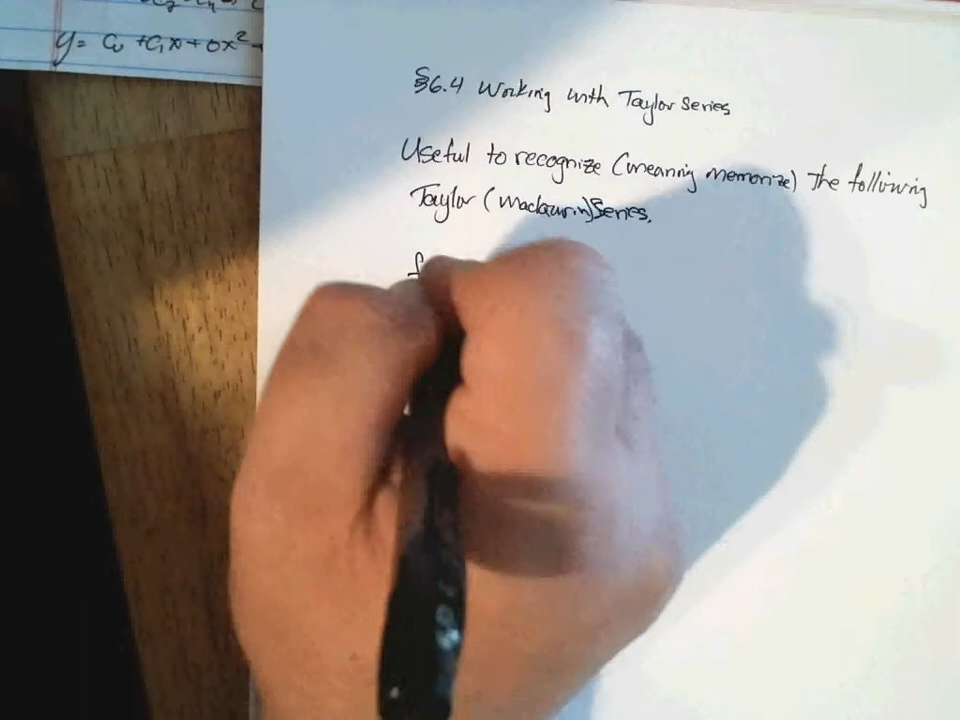 y = C₀ + C₁x + 0x² -
§6.4 Working with Taylor Series
Useful to recognize (meaning memorize) The following
Taylor (Maclaurin) Series.
f